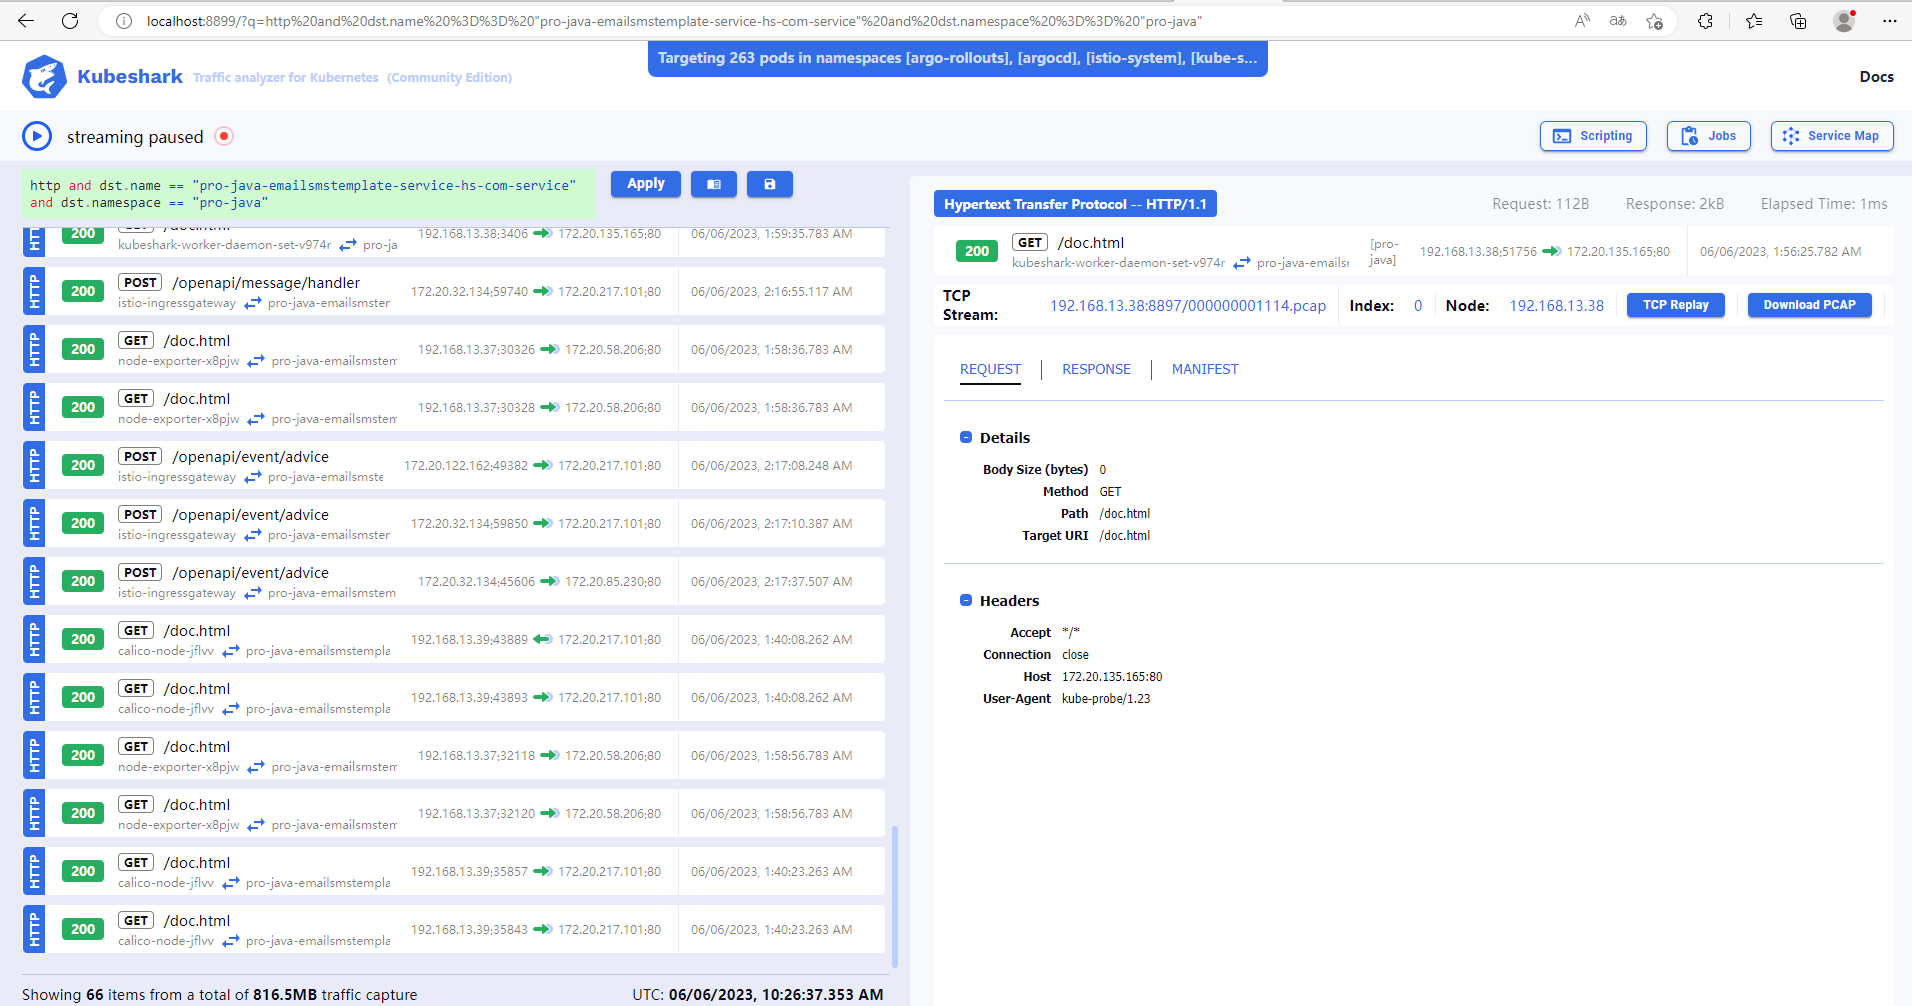 localhost:8899/?q=http%20and%20dst.name%20%3D%3D%20"pro-java-emailsmstemplate-service-hs-com-service"%20and%20dst.namespace%20%3D%3D%20"pro-java"
Kubeshark Traffic analyzer for Kubernetes (Community Edition)
Targeting 263 pods in namespaces [argo-rollouts], [argocd], [istio-system], [kube-s...
Docs
streaming paused
Scripting Jobs Service Map
http and dst.name == "pro-java-emailsmstemplate-service-hs-com-service"
and dst.namespace == "pro-java"
Apply
HTTP 200 GET /doc.html
kubeshark-worker-daemon-set-v974r pro-ja 192.168.13.38:3406 172.20.135.165:80 06/06/2023, 1:59:35.783 AM
HTTP 200 POST /openapi/message/handler
istio-ingressgateway pro-java-emailsmster 172.20.32.134:59740 172.20.217.101:80 06/06/2023, 2:16:55.117 AM
HTTP 200 GET /doc.html
node-exporter-x8pjw pro-java-emailsmstem 192.168.13.37:30326 172.20.58.206:80 06/06/2023, 1:58:36.783 AM
HTTP 200 GET /doc.html
node-exporter-x8pjw pro-java-emailsmstem 192.168.13.37:30328 172.20.58.206:80 06/06/2023, 1:58:36.783 AM
HTTP 200 POST /openapi/event/advice
istio-ingressgateway pro-java-emailsmste 172.20.122.162:49382 172.20.217.101:80 06/06/2023, 2:17:08.248 AM
HTTP 200 POST /openapi/event/advice
istio-ingressgateway pro-java-emailsmster 172.20.32.134:59850 172.20.217.101:80 06/06/2023, 2:17:10.387 AM
HTTP 200 POST /openapi/event/advice
istio-ingressgateway pro-java-emailsmstem 172.20.32.134:45606 172.20.85.230:80 06/06/2023, 2:17:37.507 AM
HTTP 200 GET /doc.html
calico-node-jflvv pro-java-emailsmstempla 192.168.13.39:43889 172.20.217.101:80 06/06/2023, 1:40:08.262 AM
HTTP 200 GET /doc.html
calico-node-jflvv pro-java-emailsmstempla 192.168.13.39:43893 172.20.217.101:80 06/06/2023, 1:40:08.262 AM
HTTP 200 GET /doc.html
node-exporter-x8pjw pro-java-emailsmstem 192.168.13.37:32118 172.20.58.206:80 06/06/2023, 1:58:56.783 AM
HTTP 200 GET /doc.html
node-exporter-x8pjw pro-java-emailsmstem 192.168.13.37:32120 172.20.58.206:80 06/06/2023, 1:58:56.783 AM
HTTP 200 GET /doc.html
calico-node-jflvv pro-java-emailsmstempla 192.168.13.39:35857 172.20.217.101:80 06/06/2023, 1:40:23.263 AM
HTTP 200 GET /doc.html
calico-node-jflvv pro-java-emailsmstempla 192.168.13.39:35843 172.20.217.101:80 06/06/2023, 1:40:23.263 AM
Showing 66 items from a total of 816.5MB traffic capture UTC: 06/06/2023, 10:26:37.353 AM
Hypertext Transfer Protocol -- HTTP/1.1 Request: 112B Response: 2kB Elapsed Time: 1ms
200 GET /doc.html
kubeshark-worker-daemon-set-v974r pro-java-emailsr [pro-java] 192.168.13.38:51756 172.20.135.165:80 06/06/2023, 1:56:25.782 AM
TCP Stream: 192.168.13.38:8897/000000001114.pcap Index: 0 Node: 192.168.13.38 TCP Replay Download PCAP
REQUEST RESPONSE MANIFEST
Details
Body Size (bytes) 0
Method GET
Path /doc.html
Target URI /doc.html
Headers
Accept */*
Connection close
Host 172.20.135.165:80
User-Agent kube-probe/1.23